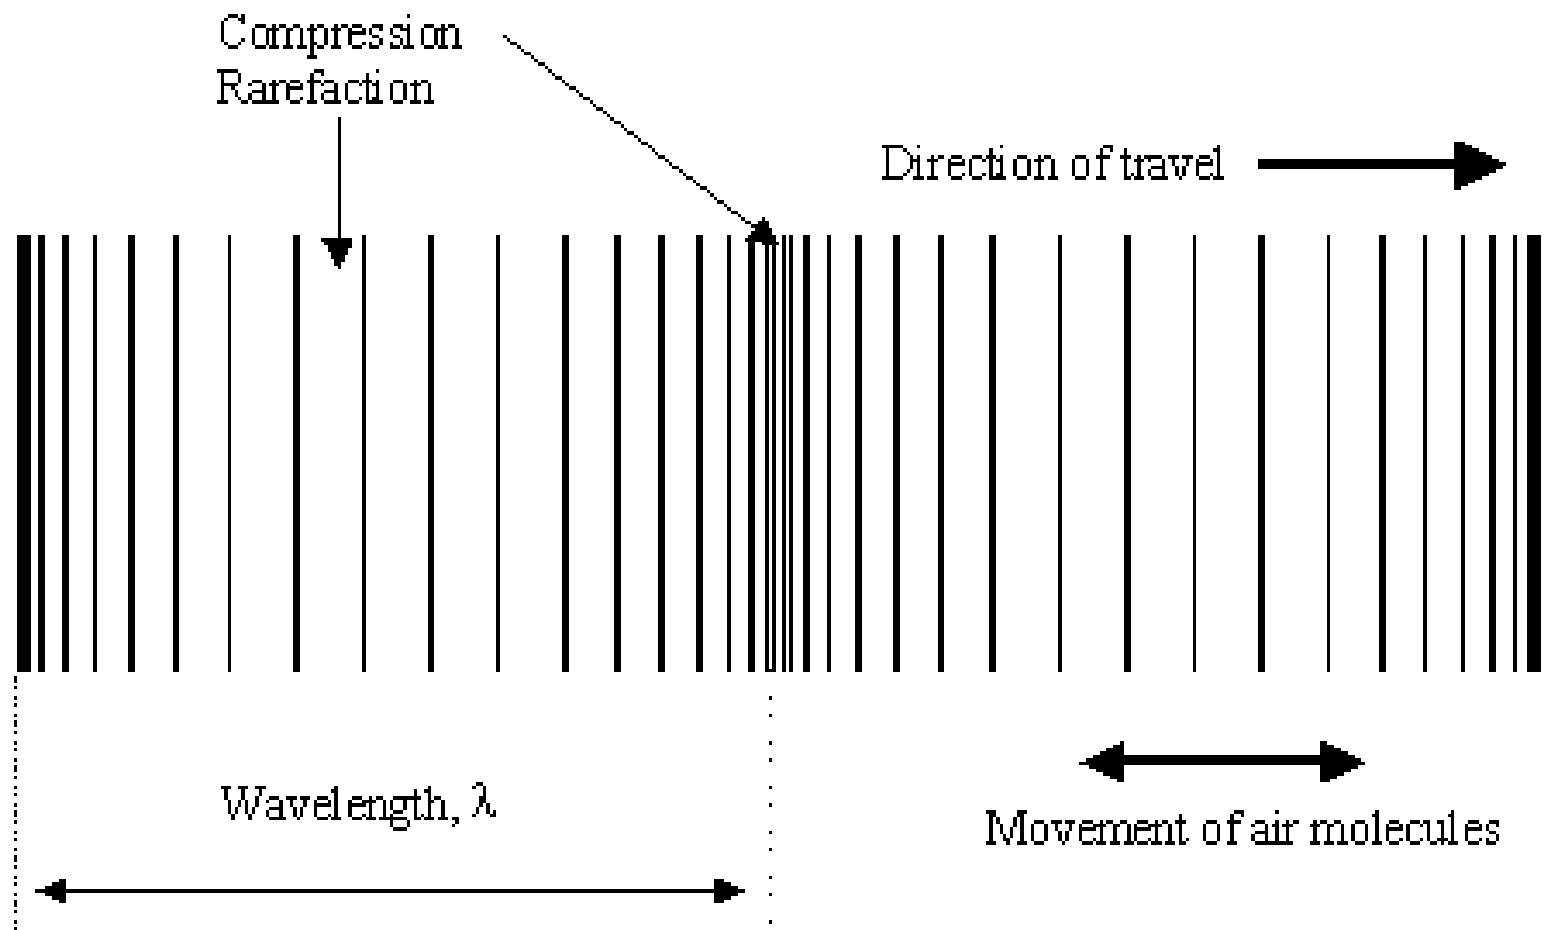 Compression
Rarefaction
Direction of travel
Wavelength, λ
Movement of air molecules